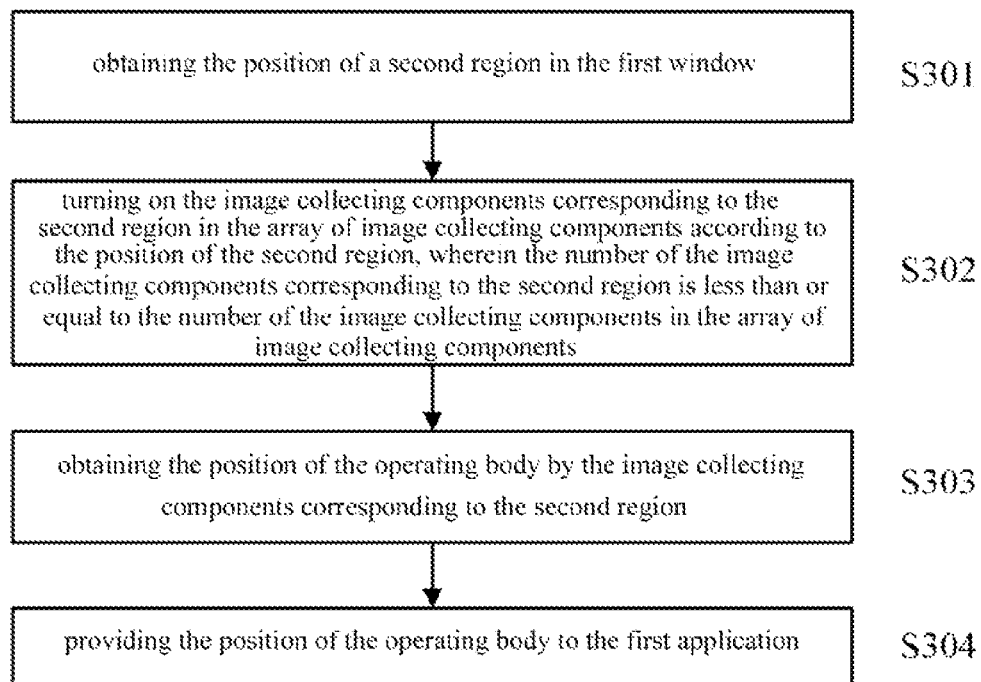 obtaining the position of a second region in the first window
S301
turning on the image collecting components corresponding to the
second region in the array of image collecting components according to
the position of the second region, wherein the number of the image
collecting components corresponding to the second region is less than or
equal to the number of the image collecting components in the array of
image collecting components
S302
obtaining the position of the operating body by the image collecting
components corresponding to the second region
S303
providing the position of the operating body to the first application
S304